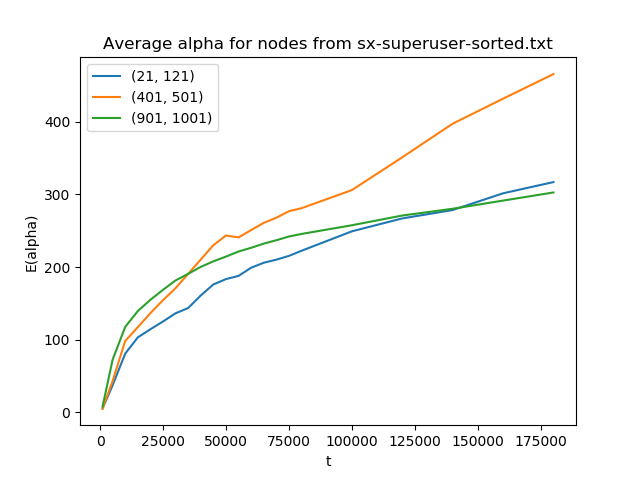 Average alpha for nodes from sx-superuser-sorted.txt
(21, 121)
(401, 501)
(901, 1001)
E(alpha)
400
300
200
100
0
0 25000 50000 75000 100000 125000 150000 175000
t